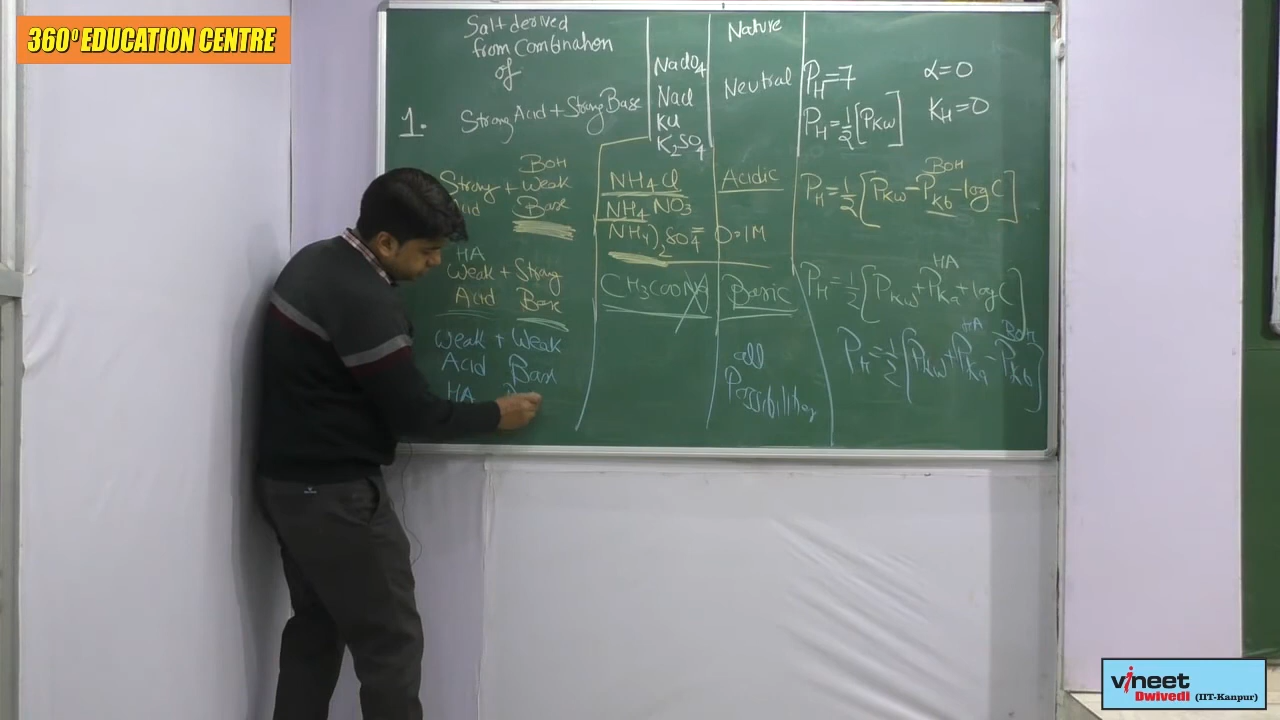 360⁰ EDUCATION CENTRE
Salt derived
from Combination
of
Nature
NaClO4
NaCl
KCl
K2SO4
Neutral
PH=7
α=0
1.
Strong Acid + Strong Base
PH=1/2[PKw]
KH=0
BOH
Strong + Weak
Acid Base
NH4Cl
NH4NO3
NH4)2SO4 = 0.1M
Acidic
BOH
PH=1/2[PKw-PKb-logC]
HA
Weak + Strong
Acid Base
CH3COONa
Basic
HA
PH=1/2[PKw+PKa+logC]
Weak + Weak
Acid Base
HA
all
Possibilities
HA BOH
PH=1/2[PKw+PKa-PKb]
vineet
Dwivedi (IIT-Kanpur)